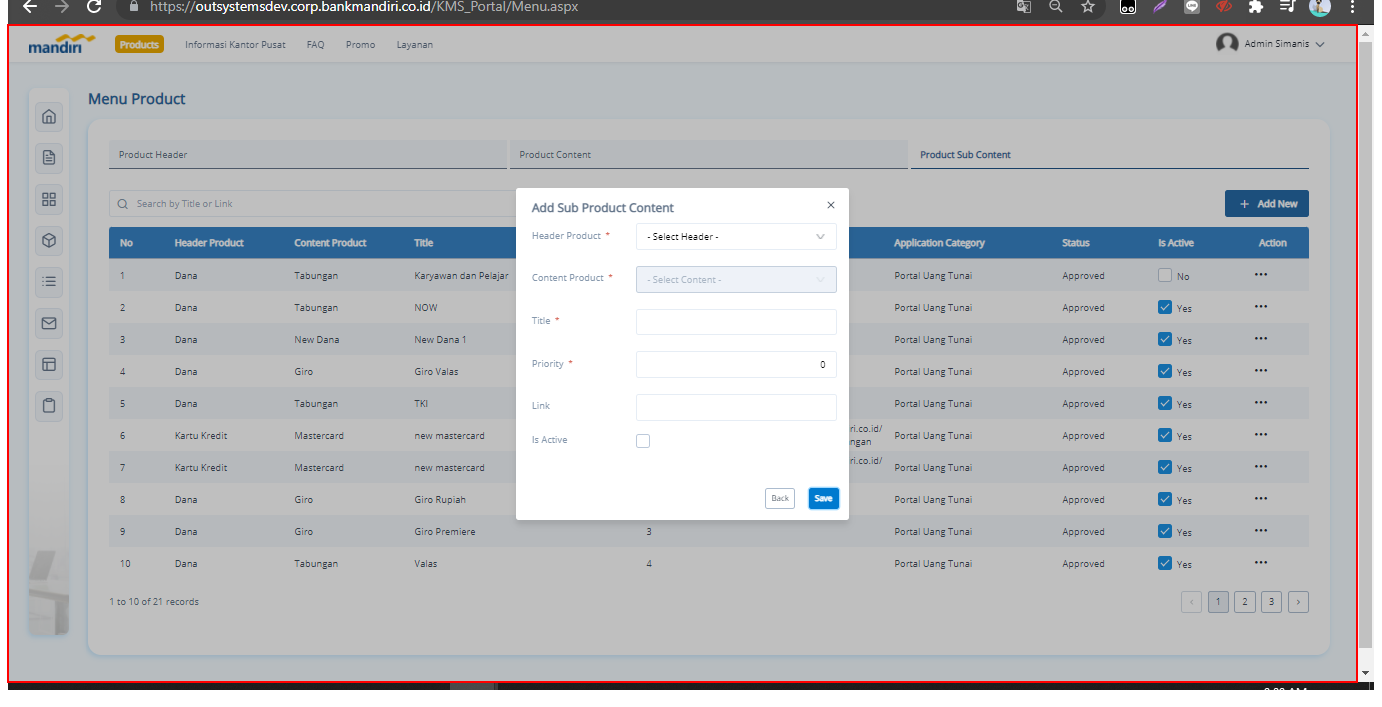 https://outsystemsdev.corp.bankmandiri.co.id/KMS_Portal/Menu.aspx
mandiri Products Informasi Kantor Pusat FAQ Promo Layanan Admin Simanis
Menu Product
Product Header Product Content Product Sub Content
Search by Title or Link Add Sub Product Content + Add New
No Header Product Content Product Title Application Category Status Is Active Action
Header Product * - Select Header -
1 Dana Tabungan Karyawan dan Pelajar Portal Uang Tunai Approved No
Content Product * - Select Content -
2 Dana Tabungan NOW Portal Uang Tunai Approved Yes
Title *
3 Dana New Dana New Dana 1 Portal Uang Tunai Approved Yes
Priority * 0
4 Dana Giro Giro Valas Portal Uang Tunai Approved Yes
5 Dana Tabungan TKI Portal Uang Tunai Approved Yes
Link
6 Kartu Kredit Mastercard new mastercard ri.co.id/ Portal Uang Tunai Approved Yes
ngan
Is Active
7 Kartu Kredit Mastercard new mastercard ri.co.id/ Portal Uang Tunai Approved Yes
8 Dana Giro Giro Rupiah Portal Uang Tunai Approved Yes
Back Save
9 Dana Giro Giro Premiere 3 Portal Uang Tunai Approved Yes
10 Dana Tabungan Valas 4 Portal Uang Tunai Approved Yes
1 to 10 of 21 records 1 2 3